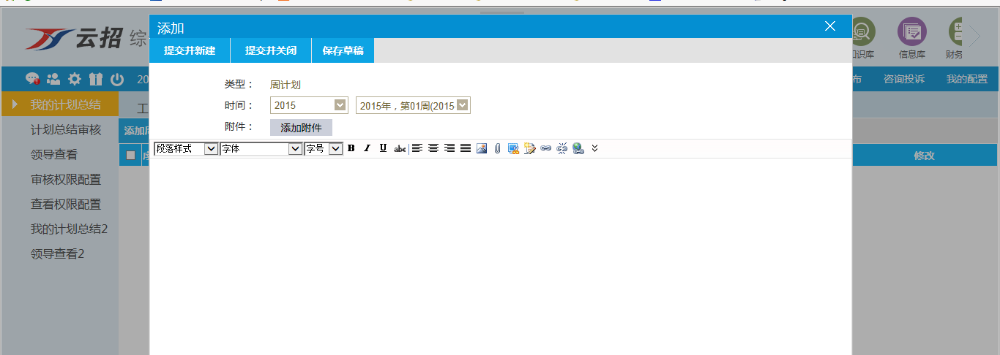 添加
云招 综
提交并新建 提交并关闭 保存草稿
识库 信息库 财务
20
布 咨询投诉 我的配置
类型： 周计划
时间： 2015 2015年，第01周(2015-
附件： 添加附件
我的计划总结
计划总结审核
领导查看
审核权限配置
查看权限配置
我的计划总结2
领导查看2
工
添加
段落样式 字体 字号 B I U abc
修改